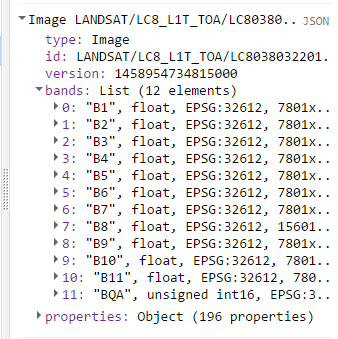 Image LANDSAT/LC8_L1T_TOA/LC80380.. JSON
type: Image
id: LANDSAT/LC8_L1T_TOA/LC8038032201.
version: 1458954734815000
bands: List (12 elements)
0: "B1", float, EPSG:32612, 7801x..
1: "B2", float, EPSG:32612, 7801x..
2: "B3", float, EPSG:32612, 7801x..
3: "B4", float, EPSG:32612, 7801x..
4: "B5", float, EPSG:32612, 7801x..
5: "B6", float, EPSG:32612, 7801x..
6: "B7", float, EPSG:32612, 7801x..
7: "B8", float, EPSG:32612, 15601..
8: "B9", float, EPSG:32612, 7801x..
9: "B10", float, EPSG:32612, 7801..
10: "B11", float, EPSG:32612, 780..
11: "BQA", unsigned int16, EPSG:3..
properties: Object (196 properties)